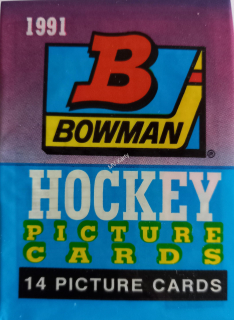 1991
B
BOWMAN
®
HOCKEY
PICTURE
CARDS
14 PICTURE CARDS